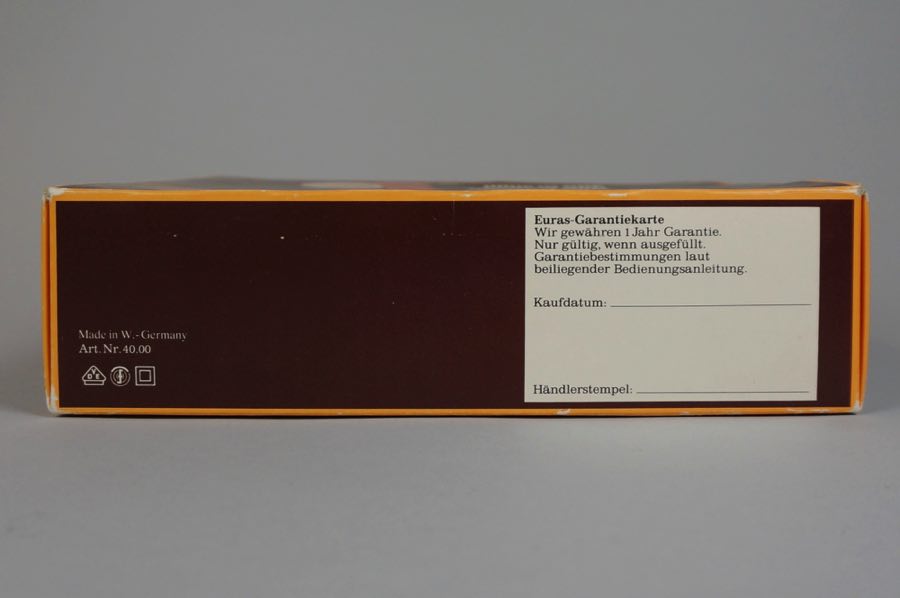 Euras-Garantiekarte
Wir gewähren 1 Jahr Garantie.
Nur gültig, wenn ausgefüllt.
Garantiebestimmungen laut
beiliegender Bedienungsanleitung.
Kaufdatum:
Händlerstempel:
Made in W.-Germany
Art. Nr. 40.00
VDE